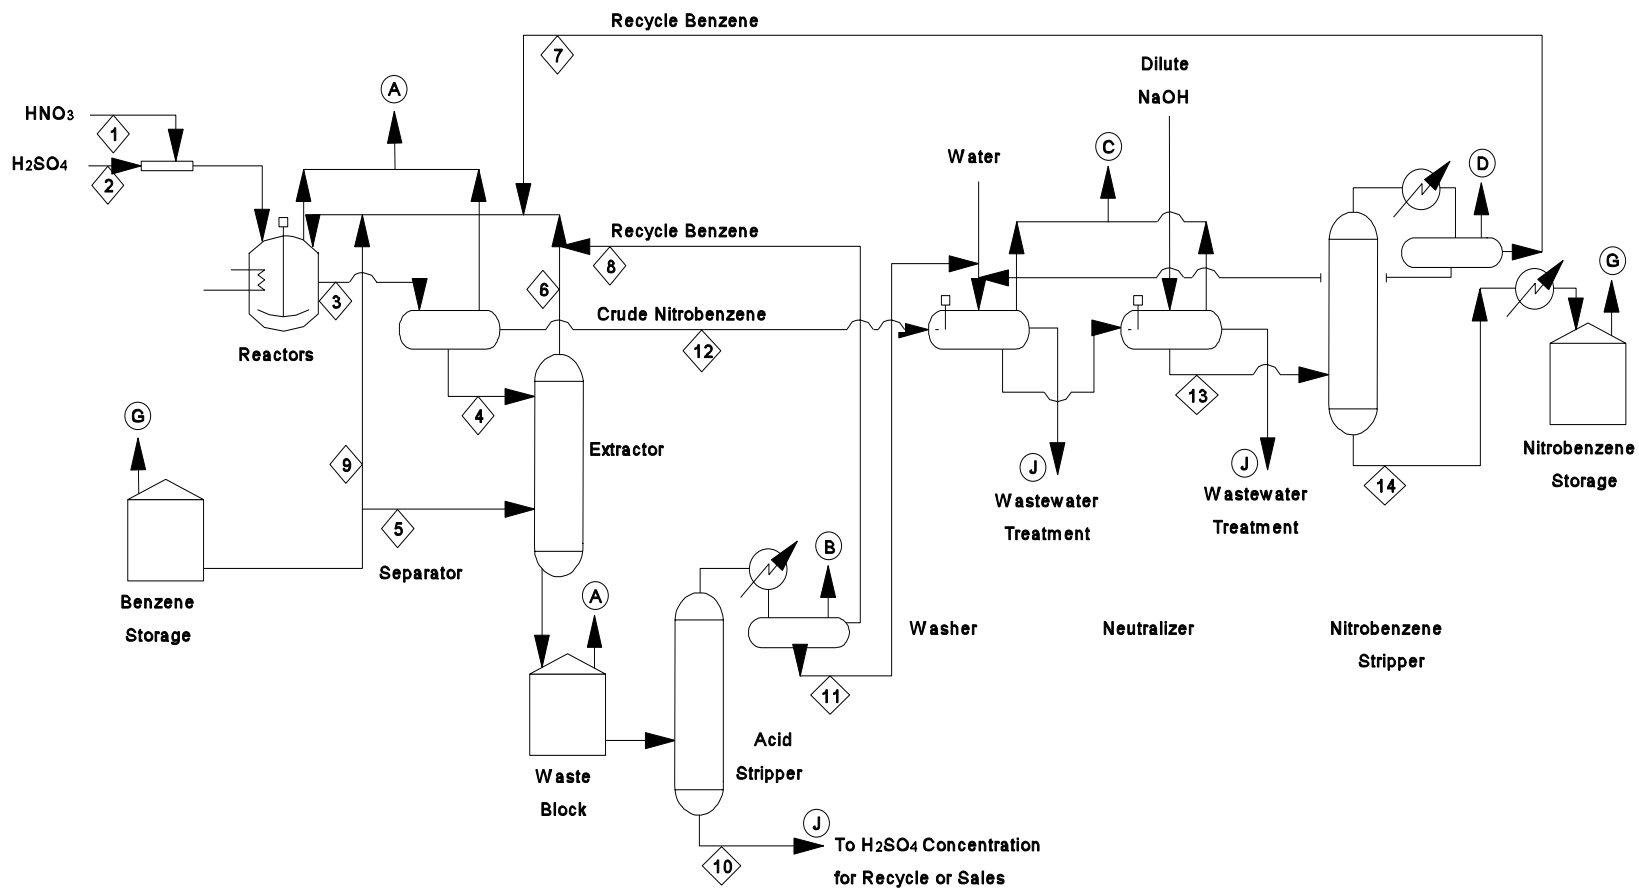 Recycle Benzene
7
Dilute
NaOH
A
HNO3
1
H2SO4
2
Water
C
D
Recycle Benzene
8
6
3
Crude Nitrobenzene
12
G
Reactors
4
13
G
Extractor
9
J
Wastewater
Treatment
J
Wastewater
Treatment
14
Nitrobenzene
Storage
5
Separator
B
A
Benzene
Storage
Washer
Neutralizer
Nitrobenzene
Stripper
11
Acid
Stripper
Waste
Block
J
10
To H2SO4 Concentration
for Recycle or Sales